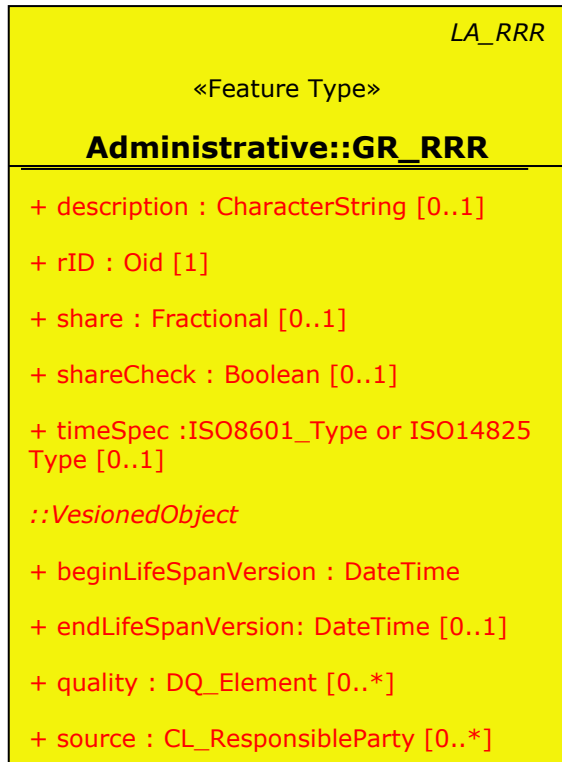 LA_RRR
«Feature Type»
Administrative::GR_RRR
+ description : CharacterString [0..1]
+ rID : Oid [1]
+ share : Fractional [0..1]
+ shareCheck : Boolean [0..1]
+ timeSpec :ISO8601_Type or ISO14825
Type [0..1]
::VesionedObject
+ beginLifeSpanVersion : DateTime
+ endLifeSpanVersion: DateTime [0..1]
+ quality : DQ_Element [0..*]
+ source : CL_ResponsibleParty [0..*]